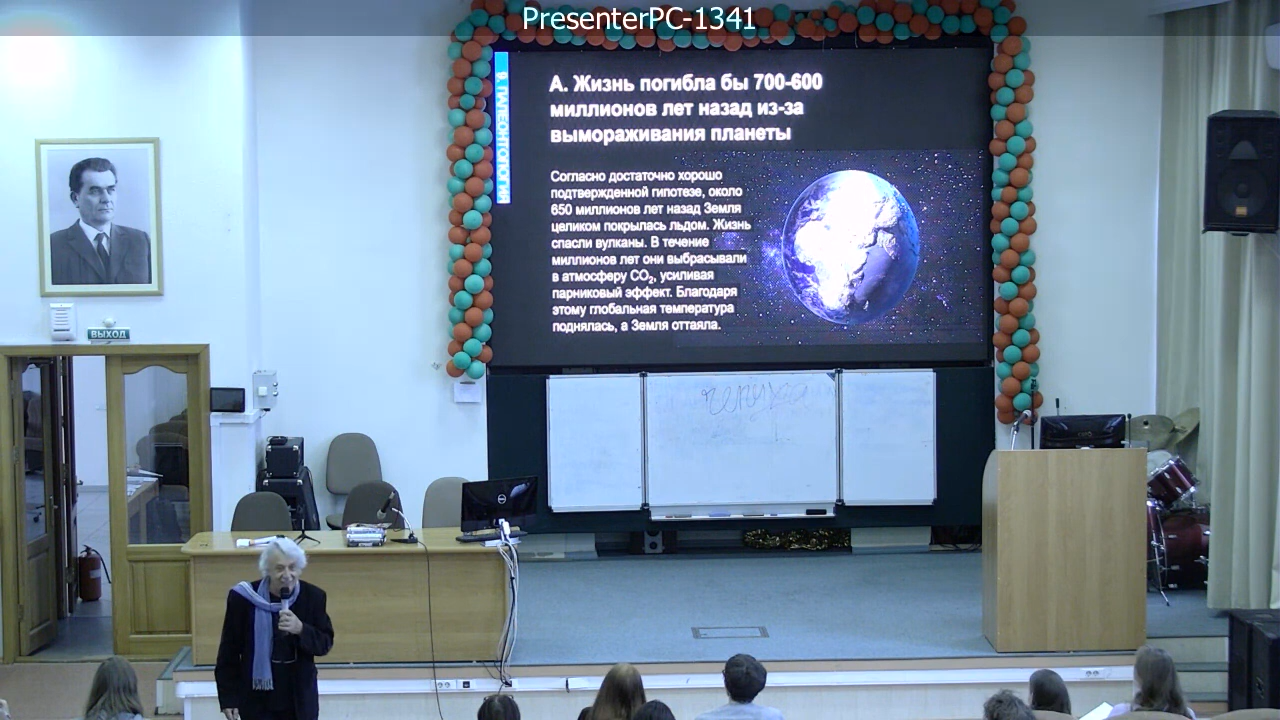 PresenterPC-1341
А. Жизнь погибла бы 700-600
миллионов лет назад из-за
вымораживания планеты
Согласно достаточно хорошо
подтвержденной гипотезе, около
650 миллионов лет назад Земля
целиком покрылась льдом. Жизнь
спасли вулканы. В течение
миллионов лет они выбрасывали
в атмосферу CO₂, усиливая
парниковый эффект. Благодаря
этому глобальная температура
поднялась, а Земля оттаяла.
ВЫХОД
чепуха
DELL